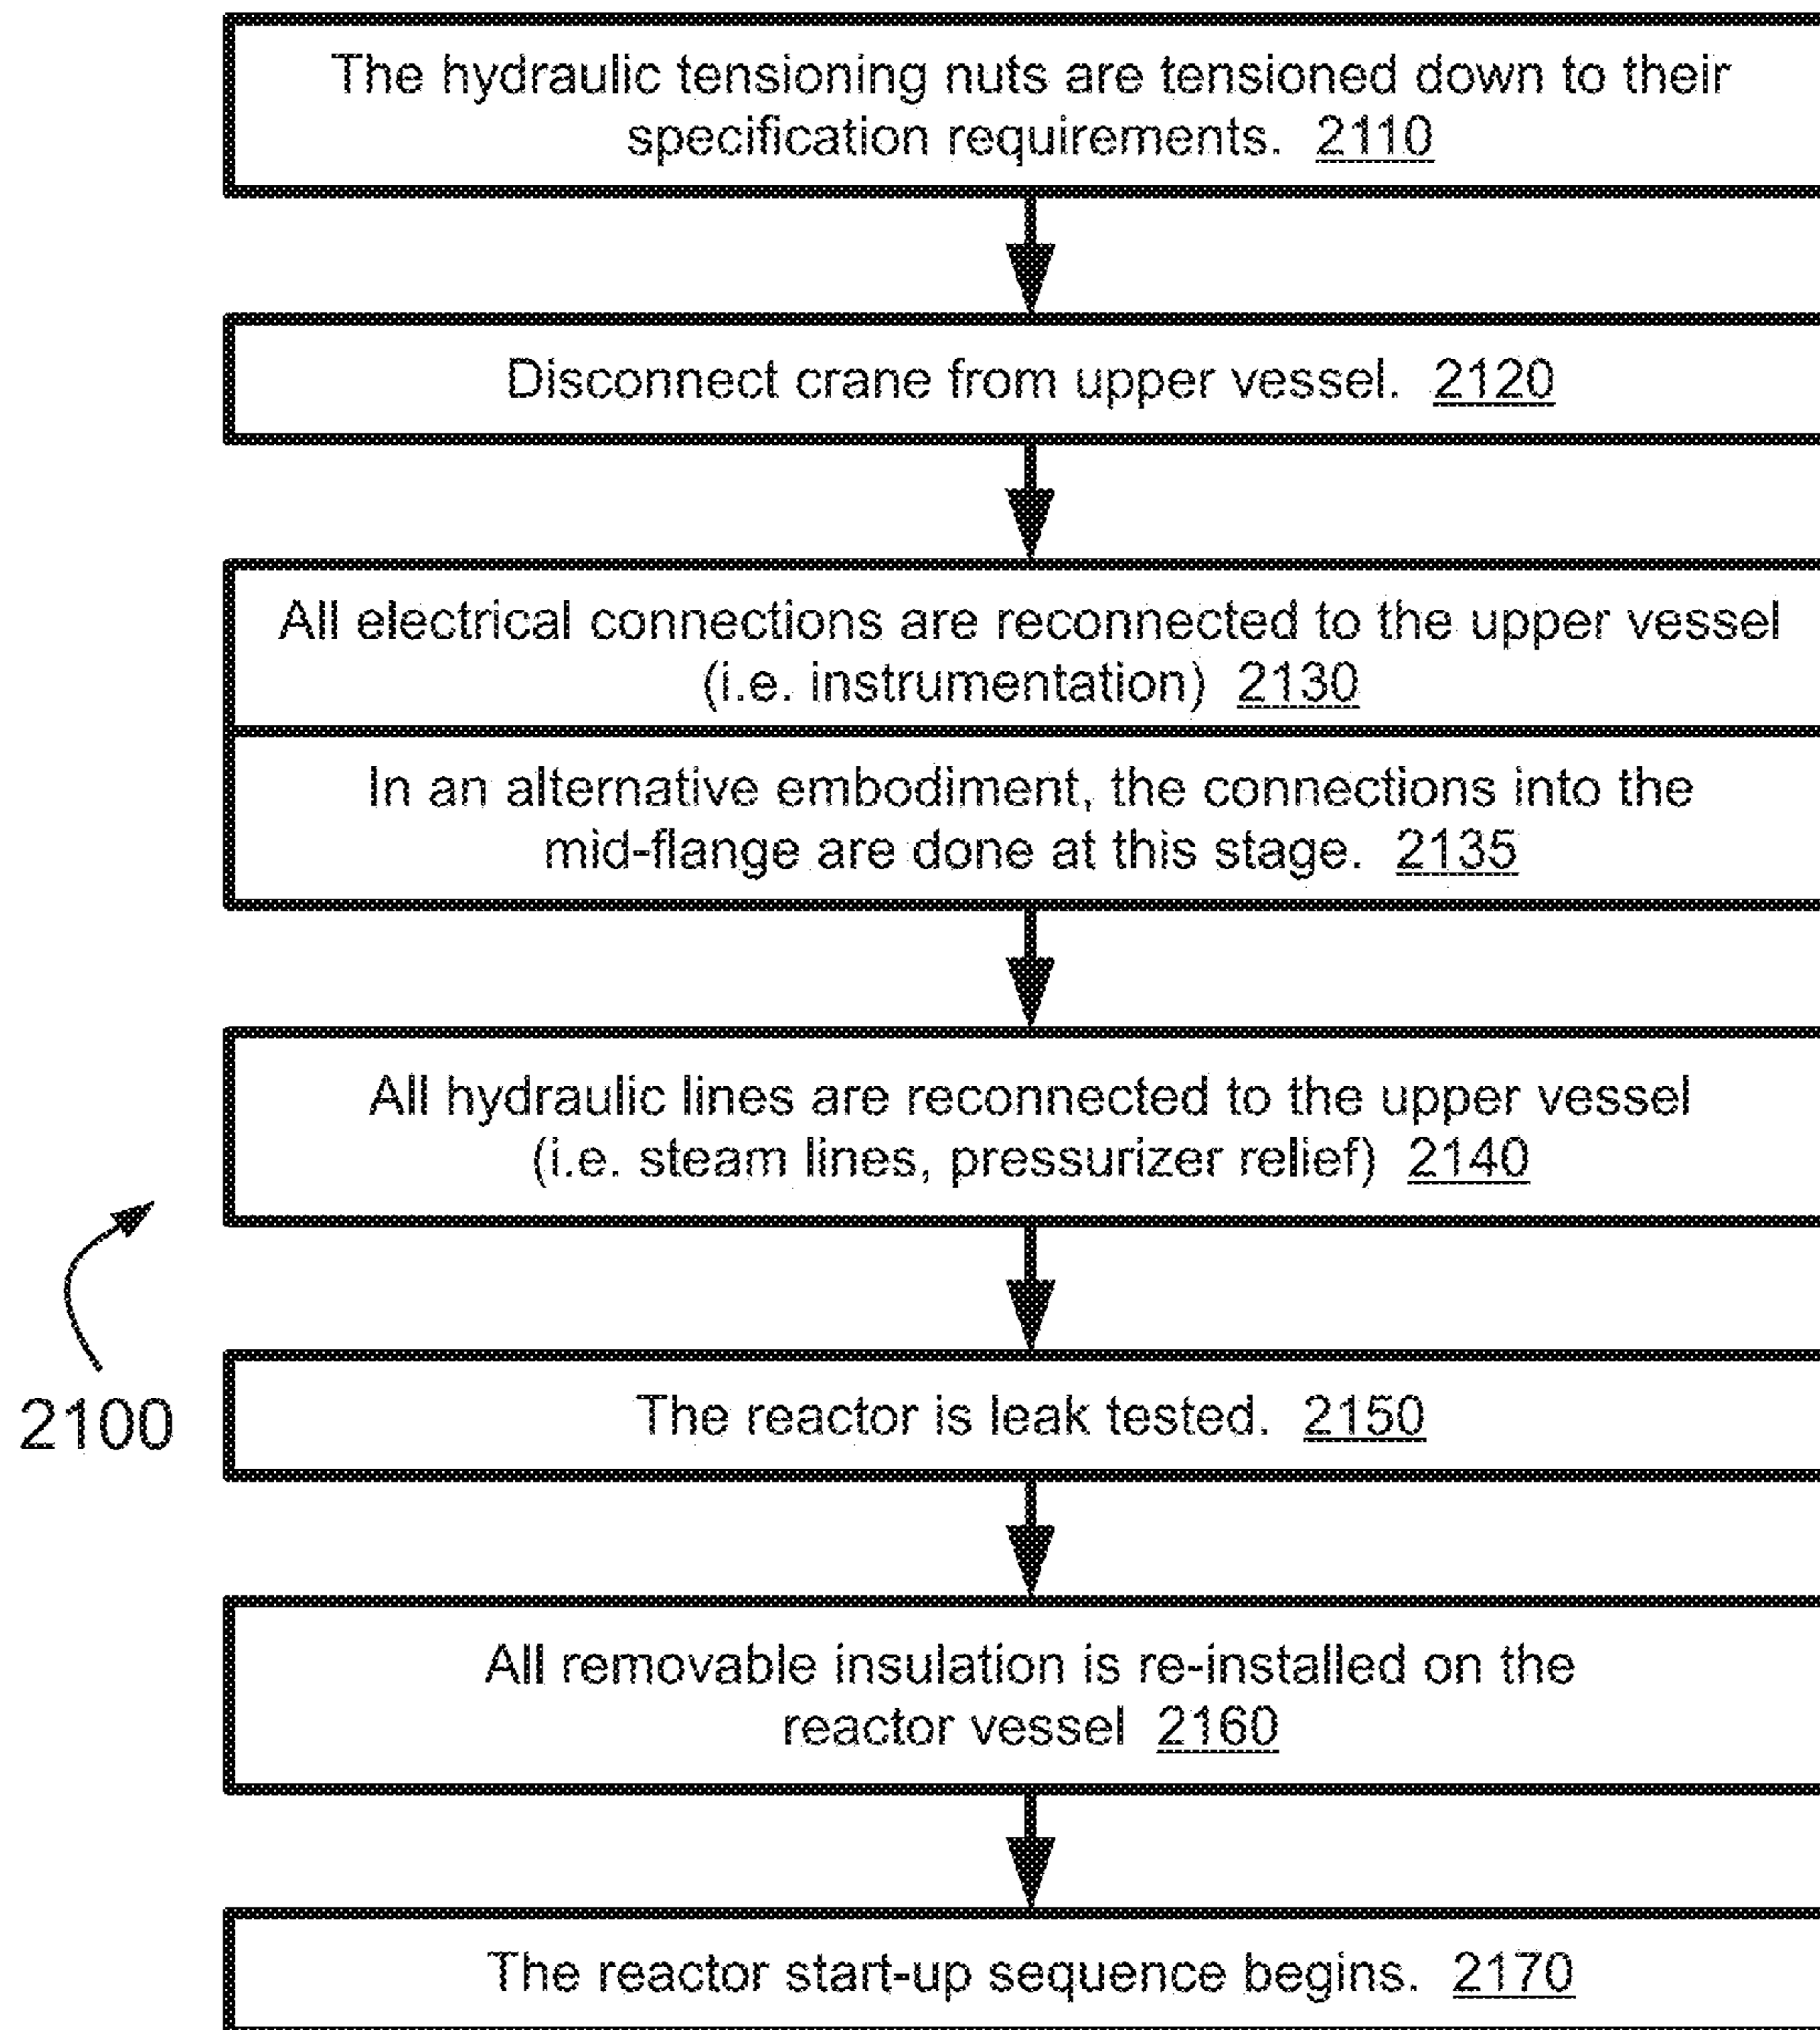 The hydraulic tensioning nuts are tensioned down to their
specification requirements. 2110
Disconnect crane from upper vessel. 2120
All electrical connections are reconnected to the upper vessel
(i.e. instrumentation) 2130
In an alternative embodiment, the connections into the
mid-flange are done at this stage. 2135
All hydraulic lines are reconnected to the upper vessel
(i.e. steam lines, pressurizer relief) 2140
2100
The reactor is leak tested. 2150
All removable insulation is re-installed on the
reactor vessel 2160
The reactor start-up sequence begins. 2170